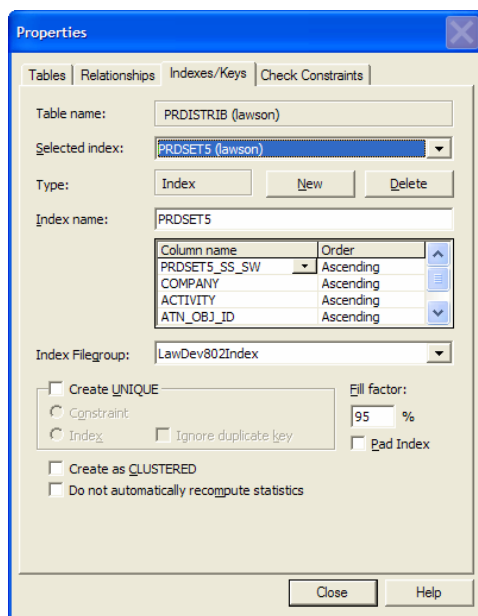 Properties
Tables Relationships Indexes/Keys Check Constraints
Table name: PRDISTRIB (lawson)
Selected index: PRDSET5 (lawson)
Type: Index New Delete
Index name: PRDSET5
Column name Order
PRDSET5_SS_SW Ascending
COMPANY Ascending
ACTIVITY Ascending
ATN_OBJ_ID Ascending
Index Filegroup: LawDev802Index
Create UNIQUE Fill factor:
Constraint 95 %
Index Ignore duplicate key Pad Index
Create as CLUSTERED
Do not automatically recompute statistics
Close Help